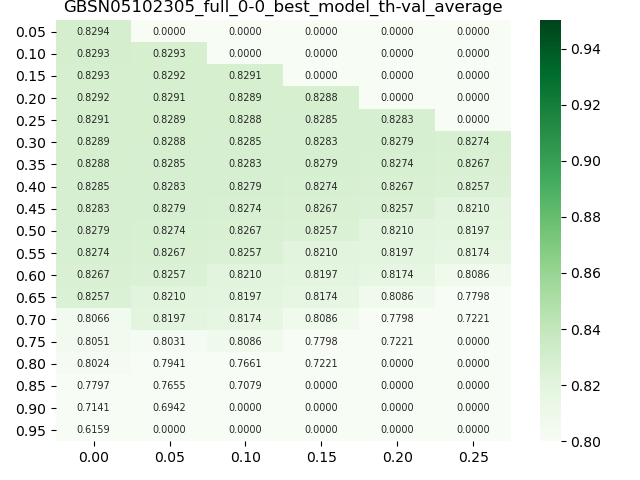 GBSN05102305_full_0-0_best_model_th-val_average
0.05 0.8294 0.0000 0.0000 0.0000 0.0000 0.0000
0.10 0.8293 0.8293 0.0000 0.0000 0.0000 0.0000 0.94
0.15 0.8293 0.8292 0.8291 0.0000 0.0000 0.0000
0.20 0.8292 0.8291 0.8289 0.8288 0.0000 0.0000 0.92
0.25 0.8291 0.8289 0.8288 0.8285 0.8283 0.0000
0.30 0.8289 0.8288 0.8285 0.8283 0.8279 0.8274
0.35 0.8288 0.8285 0.8283 0.8279 0.8274 0.8267 0.90
0.40 0.8285 0.8283 0.8279 0.8274 0.8267 0.8257
0.45 0.8283 0.8279 0.8274 0.8267 0.8257 0.8210 0.88
0.50 0.8279 0.8274 0.8267 0.8257 0.8210 0.8197
0.55 0.8274 0.8267 0.8257 0.8210 0.8197 0.8174
0.60 0.8267 0.8257 0.8210 0.8197 0.8174 0.8086 0.86
0.65 0.8257 0.8210 0.8197 0.8174 0.8086 0.7798
0.70 0.8066 0.8197 0.8174 0.8086 0.7798 0.7221 0.84
0.75 0.8051 0.8031 0.8086 0.7798 0.7221 0.0000
0.80 0.8024 0.7941 0.7661 0.7221 0.0000 0.0000
0.85 0.7797 0.7655 0.7079 0.0000 0.0000 0.0000 0.82
0.90 0.7141 0.6942 0.0000 0.0000 0.0000 0.0000
0.95 0.6159 0.0000 0.0000 0.0000 0.0000 0.0000 0.80
0.00 0.05 0.10 0.15 0.20 0.25